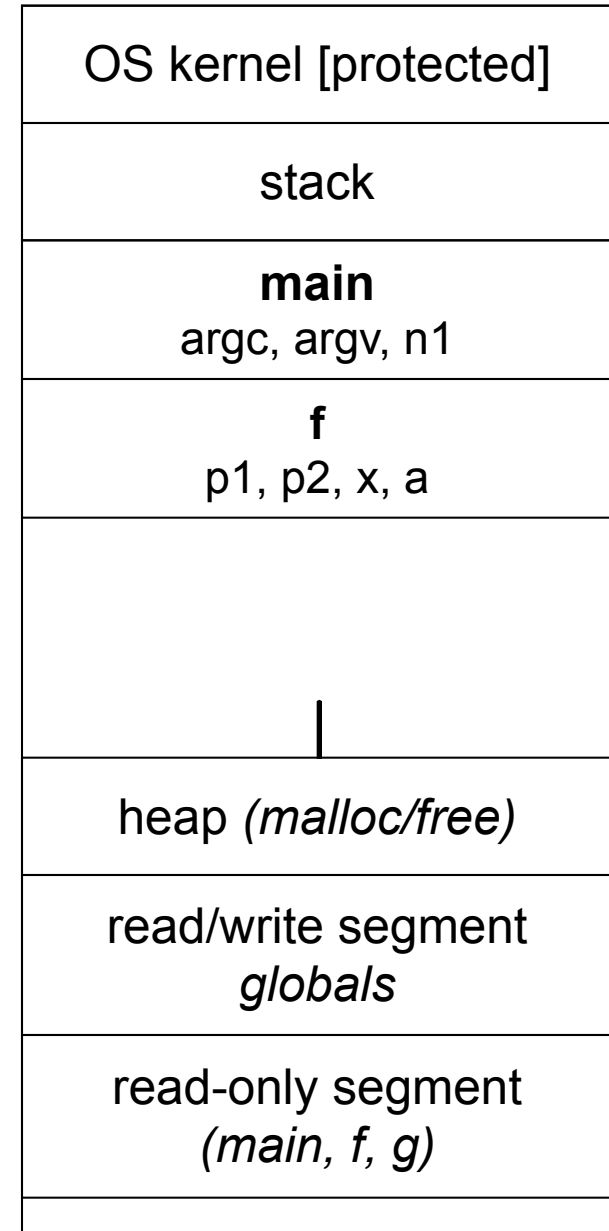 OS kernel [protected]
stack
main
argc, argv, n1
f
p1, p2, x, a
heap (malloc/free)
read/write segment
globals
read-only segment
(main, f, g)